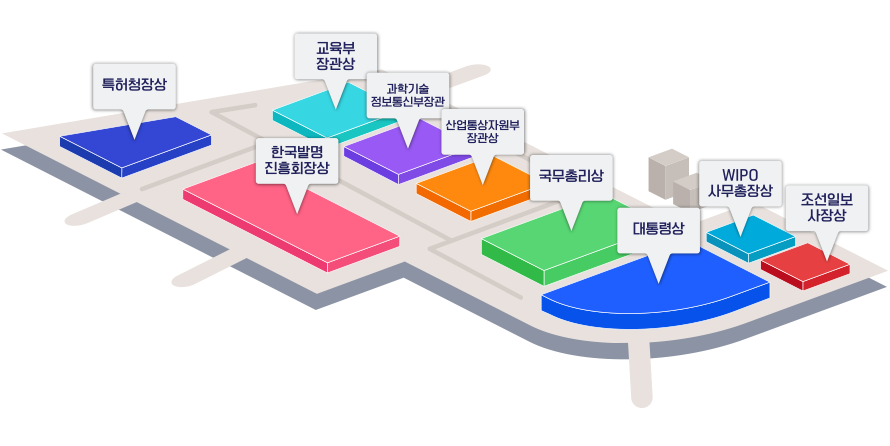 교육부
장관상
특허청장상
과학기술
정보통신부장관
산업통상자원부
장관상
한국발명
진흥회장상
국무총리상
WIPO
사무총장상
조선일보
사장상
대통령상